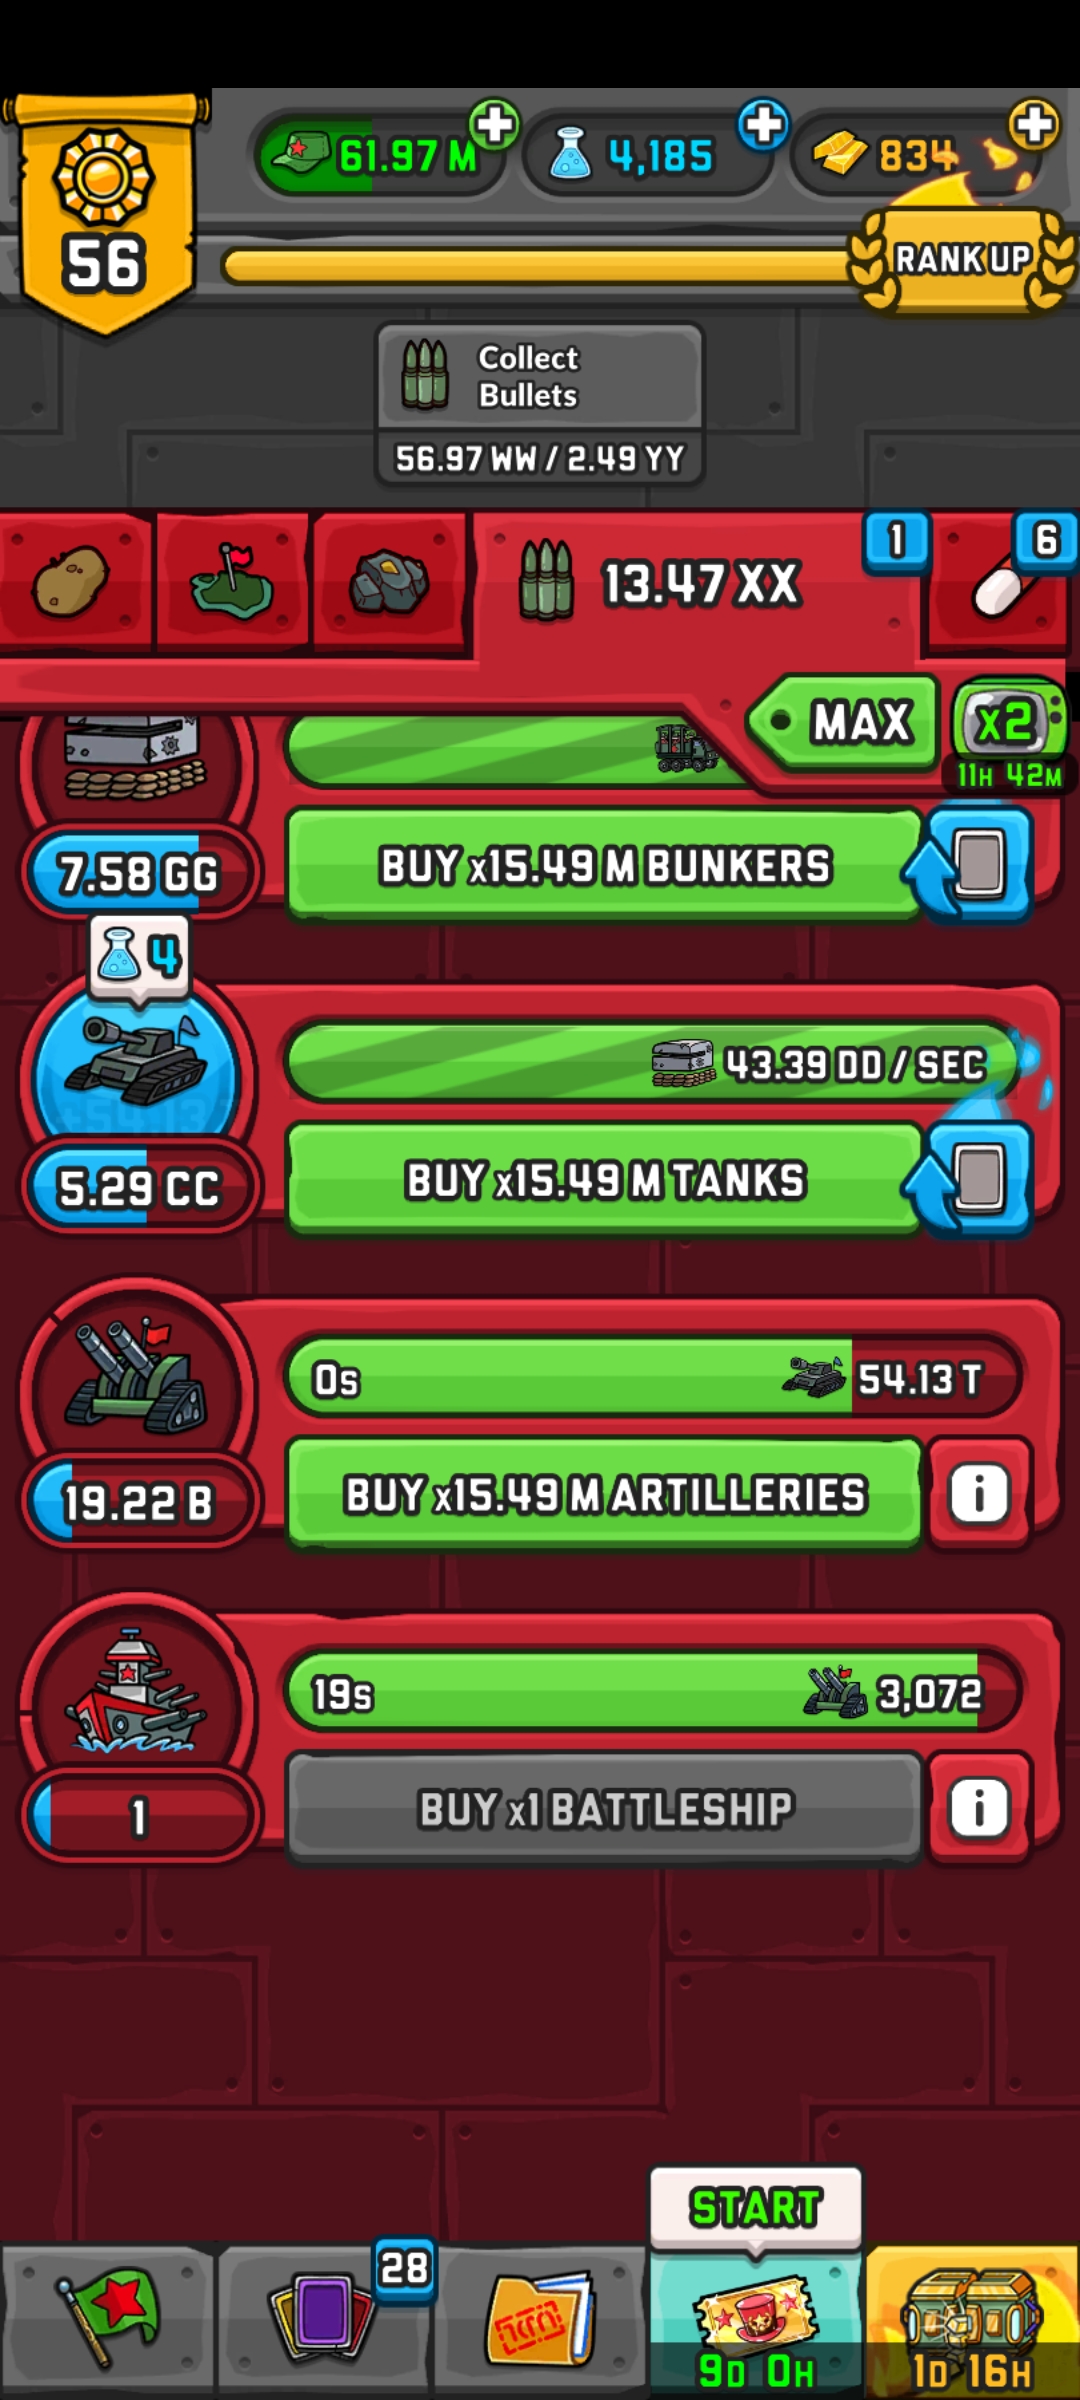 61.97 M
4,185
834
56
RANK UP
Collect
Bullets
56.97 WW / 2.49 YY
13.47 XX
1
6
MAX
x2
11H 42M
7.58 GG
BUY x15.49 M BUNKERS
4
43.39 DD / SEC
5.29 CC
BUY x15.49 M TANKS
0s
54.13 T
19.22 B
BUY x15.49 M ARTILLERIES
i
19s
3,072
1
BUY x1 BATTLESHIP
i
START
28
9D 0H
1D 16H